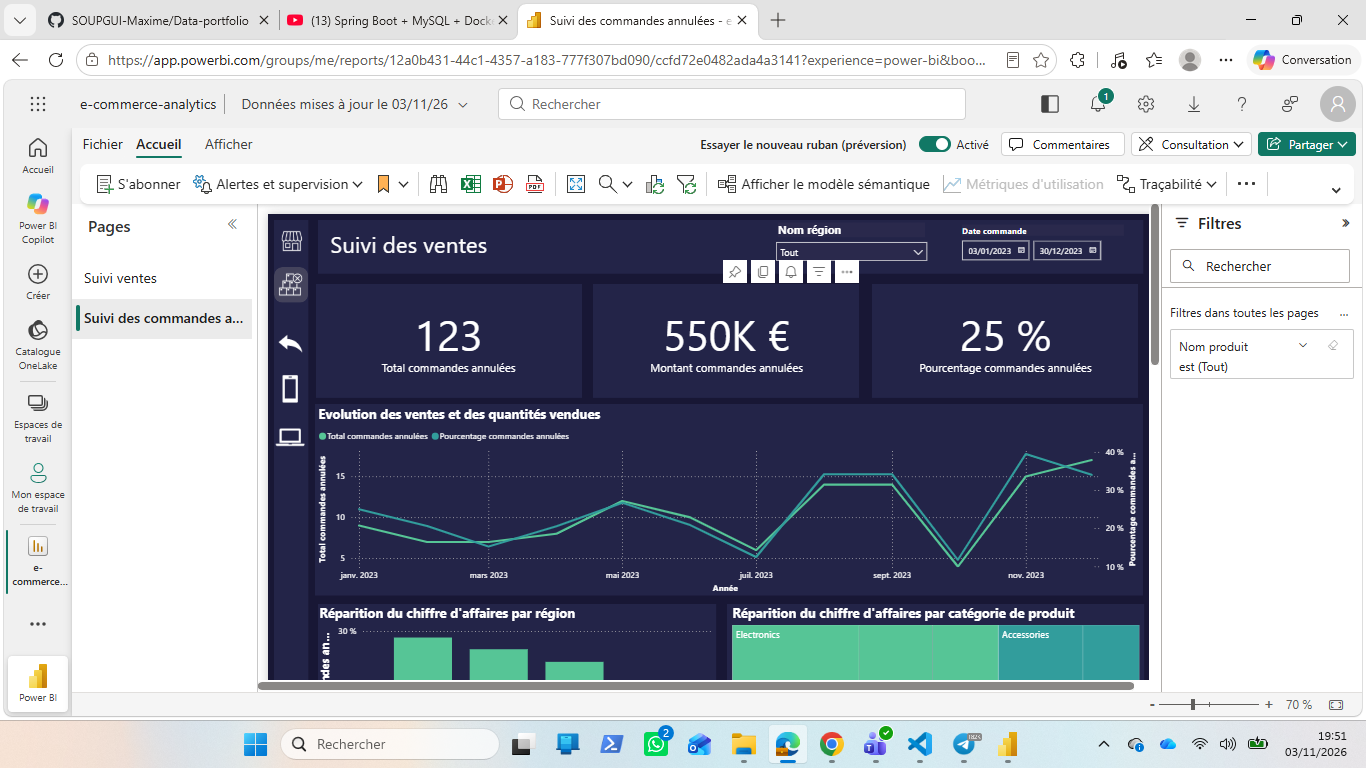 SOUPGUI-Maxime/Data-portfolio
(13) Spring Boot + MySQL + Dock
Suivi des commandes annulées - e
https://app.powerbi.com/groups/me/reports/12a0b431-44c1-4357-a183-777f307bd090/ccfd72e0482ada4a3141?experience=power-bi&boo...
Conversation
e-commerce-analytics
Données mises à jour le 03/11/26
Rechercher
1
Fichier
Accueil
Afficher
Essayer le nouveau ruban (préversion)
Activé
Commentaires
Consultation
Partager
S'abonner
Alertes et supervision
PDF
Afficher le modèle sémantique
Métriques d'utilisation
Traçabilité
Accueil
Power BI
Copilot
Créer
Catalogue
OneLake
Espaces de
travail
Mon espace
de travail
e-
commerce...
Power BI
Pages
Suivi ventes
Suivi des commandes a...
Suivi des ventes
Nom région
Tout
Date commande
03/01/2023
30/12/2023
123
Total commandes annulées
550K €
Montant commandes annulées
25 %
Pourcentage commandes annulées
Evolution des ventes et des quantités vendues
Total commandes annulées
Pourcentage commandes annulées
Total commandes annulées
15
10
5
40 %
30 %
20 %
10 %
Pourcentage commandes a...
janv. 2023
mars 2023
mai 2023
juil. 2023
sept. 2023
nov. 2023
Année
Réparition du chiffre d'affaires par région
30 %
Réparition du chiffre d'affaires par catégorie de produit
Electronics
Accessories
Filtres
Rechercher
Filtres dans toutes les pages
...
Nom produit
est (Tout)
- + 70 %
Rechercher
2
19:51
03/11/2026